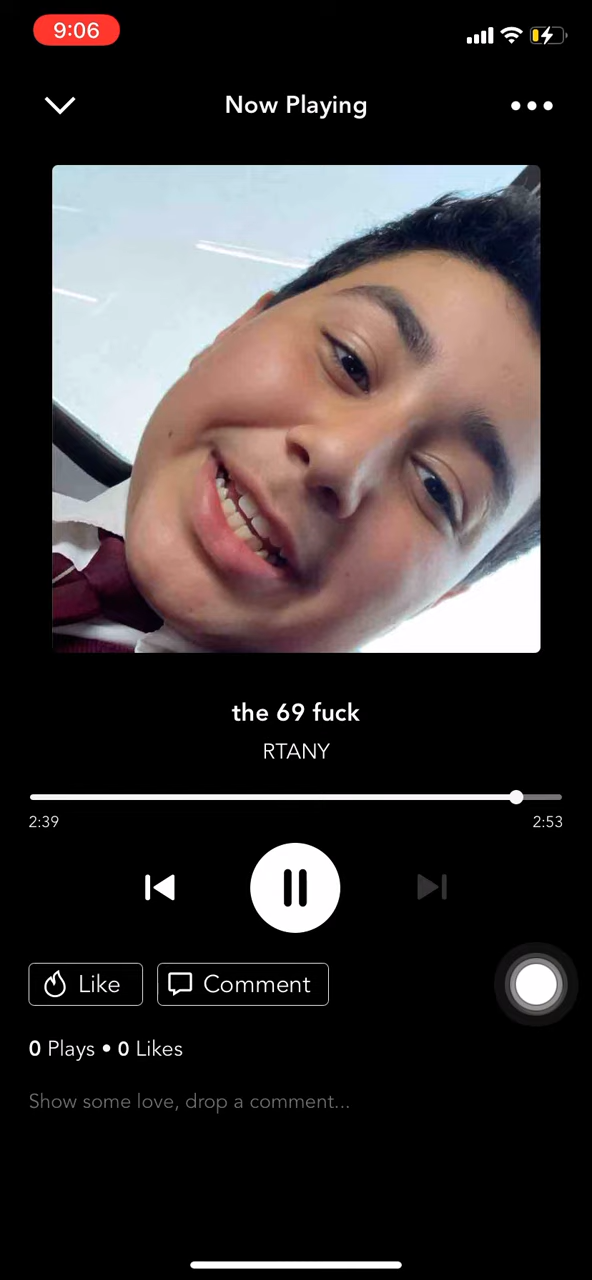 9:06
Now Playing
the 69 fuck
RTANY
2:39
2:53
Like
Comment
0 Plays • 0 Likes
Show some love, drop a comment...